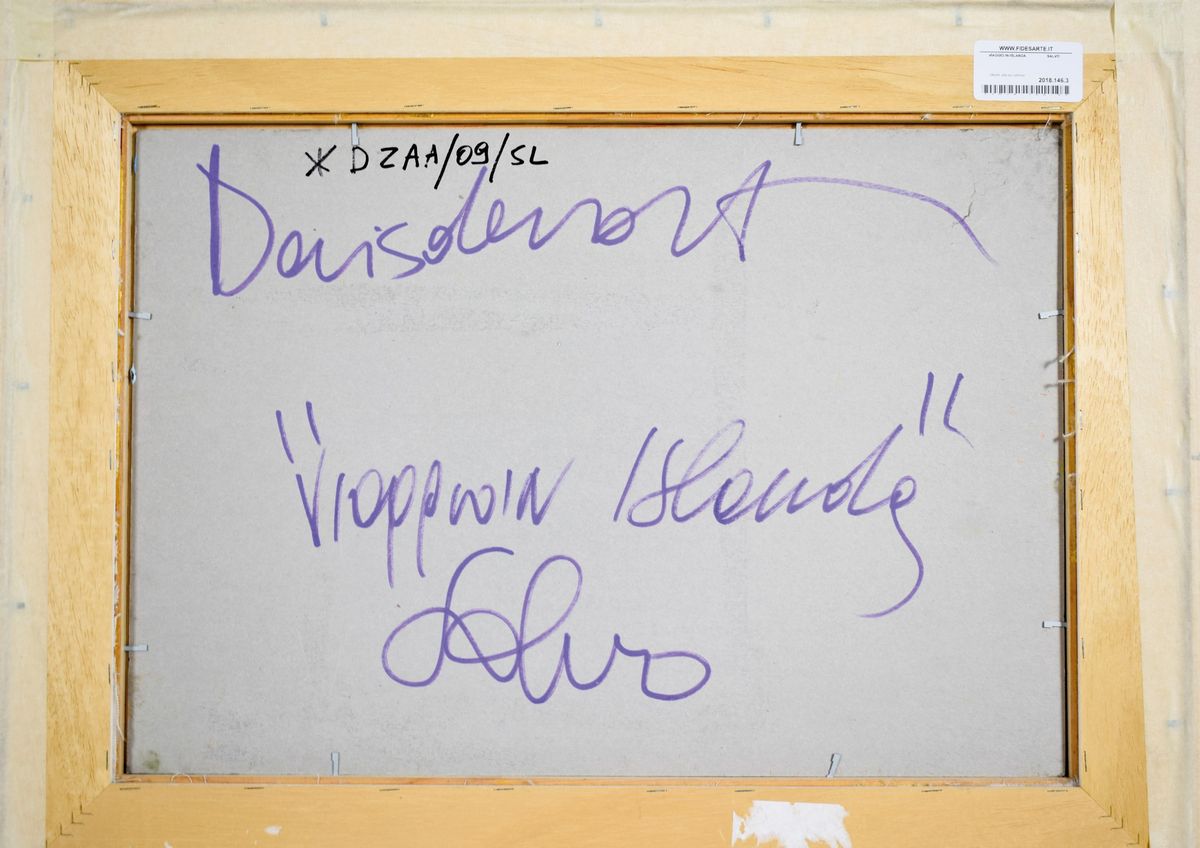 WWW.FIDESARTE.IT
VIAGGIO IN ISLANDA SALVO
2018.146.3
* DZAA/09/SL
"Viaggio IN Islanda"
Salvo